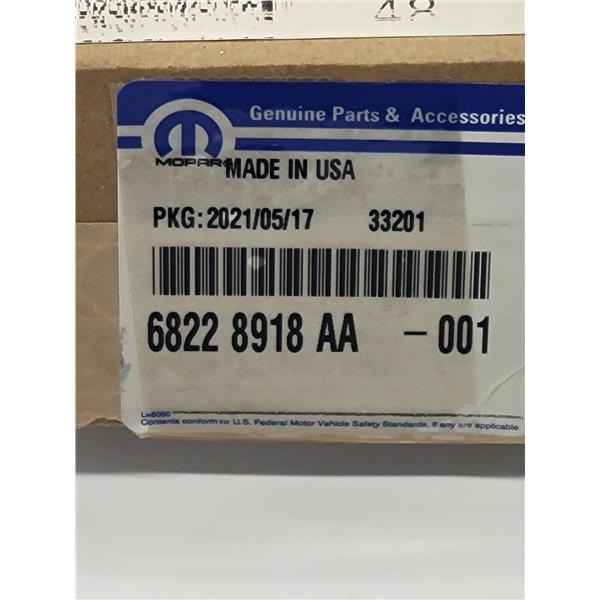 48
Genuine Parts & Accessories
MOPAR
MADE IN USA
PKG: 2021/05/17 33201
6822 8918 AA - 001
Contents conform to U.S. Federal Motor Vehicle Safety Standards, if any are applicable